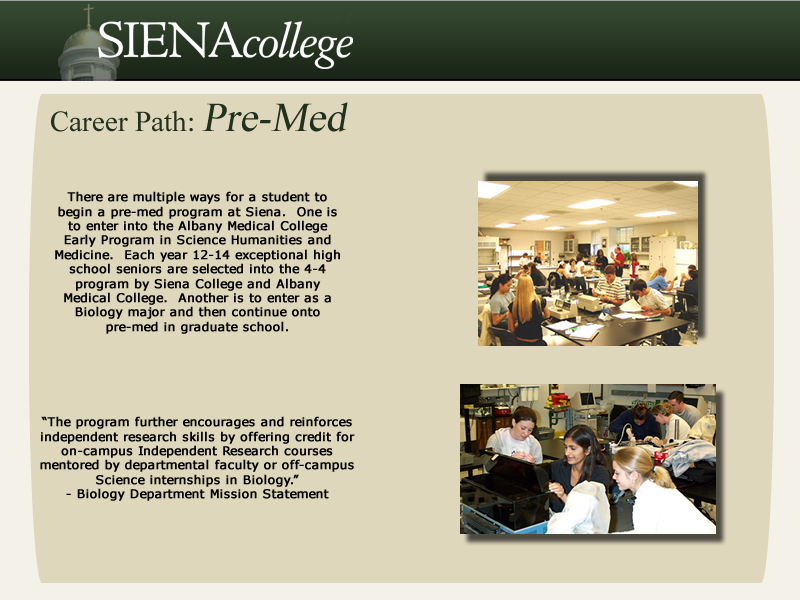 SIENAcollege
Career Path: Pre-Med
There are multiple ways for a student to
begin a pre-med program at Siena.  One is
to enter into the Albany Medical College
Early Program in Science Humanities and
Medicine.  Each year 12-14 exceptional high
school seniors are selected into the 4-4
program by Siena College and Albany
Medical College.  Another is to enter as a
Biology major and then continue onto
pre-med in graduate school.
“The program further encourages and reinforces
independent research skills by offering credit for
on-campus Independent Research courses
mentored by departmental faculty or off-campus
Science internships in Biology.”
- Biology Department Mission Statement